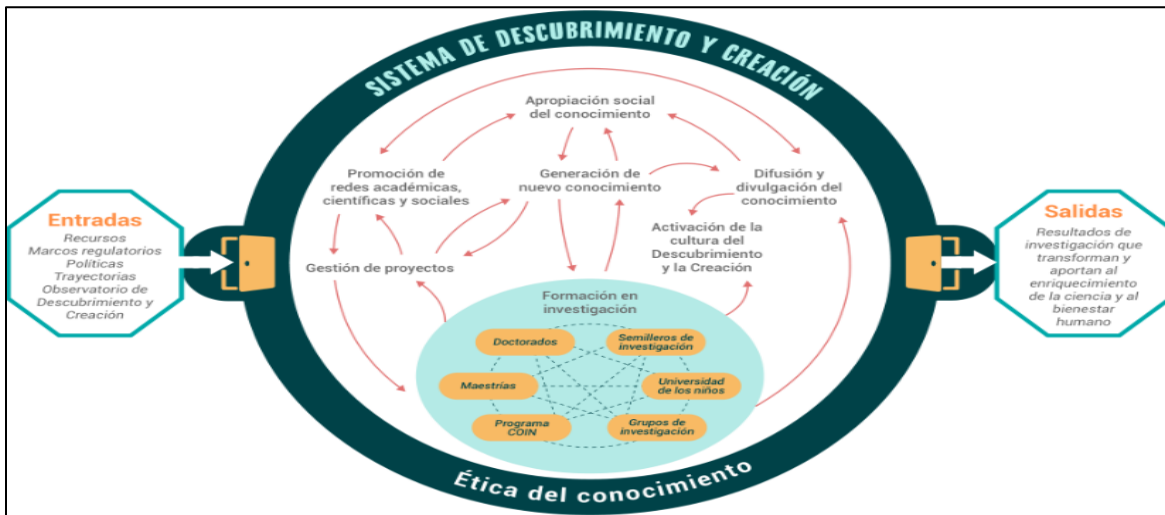 SISTEMA DE DESCUBRIMIENTO Y CREACIÓN
Apropiación social
del conocimiento
Promoción de
redes académicas,
científicas y sociales
Generación de
nuevo conocimiento
Difusión y
divulgación del
conocimiento
Activación de la
cultura del
Descubrimiento
y la Creación
Gestión de proyectos
Entradas
Recursos
Marcos regulatorios
Políticas
Trayectorias
Observatorio de
Descubrimiento y
Creación
Salidas
Resultados de
investigación que
transforman y
aportan al
enriquecimiento
de la ciencia y al
bienestar
humano
Formación en
investigación
Doctorados
Semilleros de
investigación
Maestrías
Universidad
de los niños
Programa
COIN
Grupos de
investigación
Ética del conocimiento